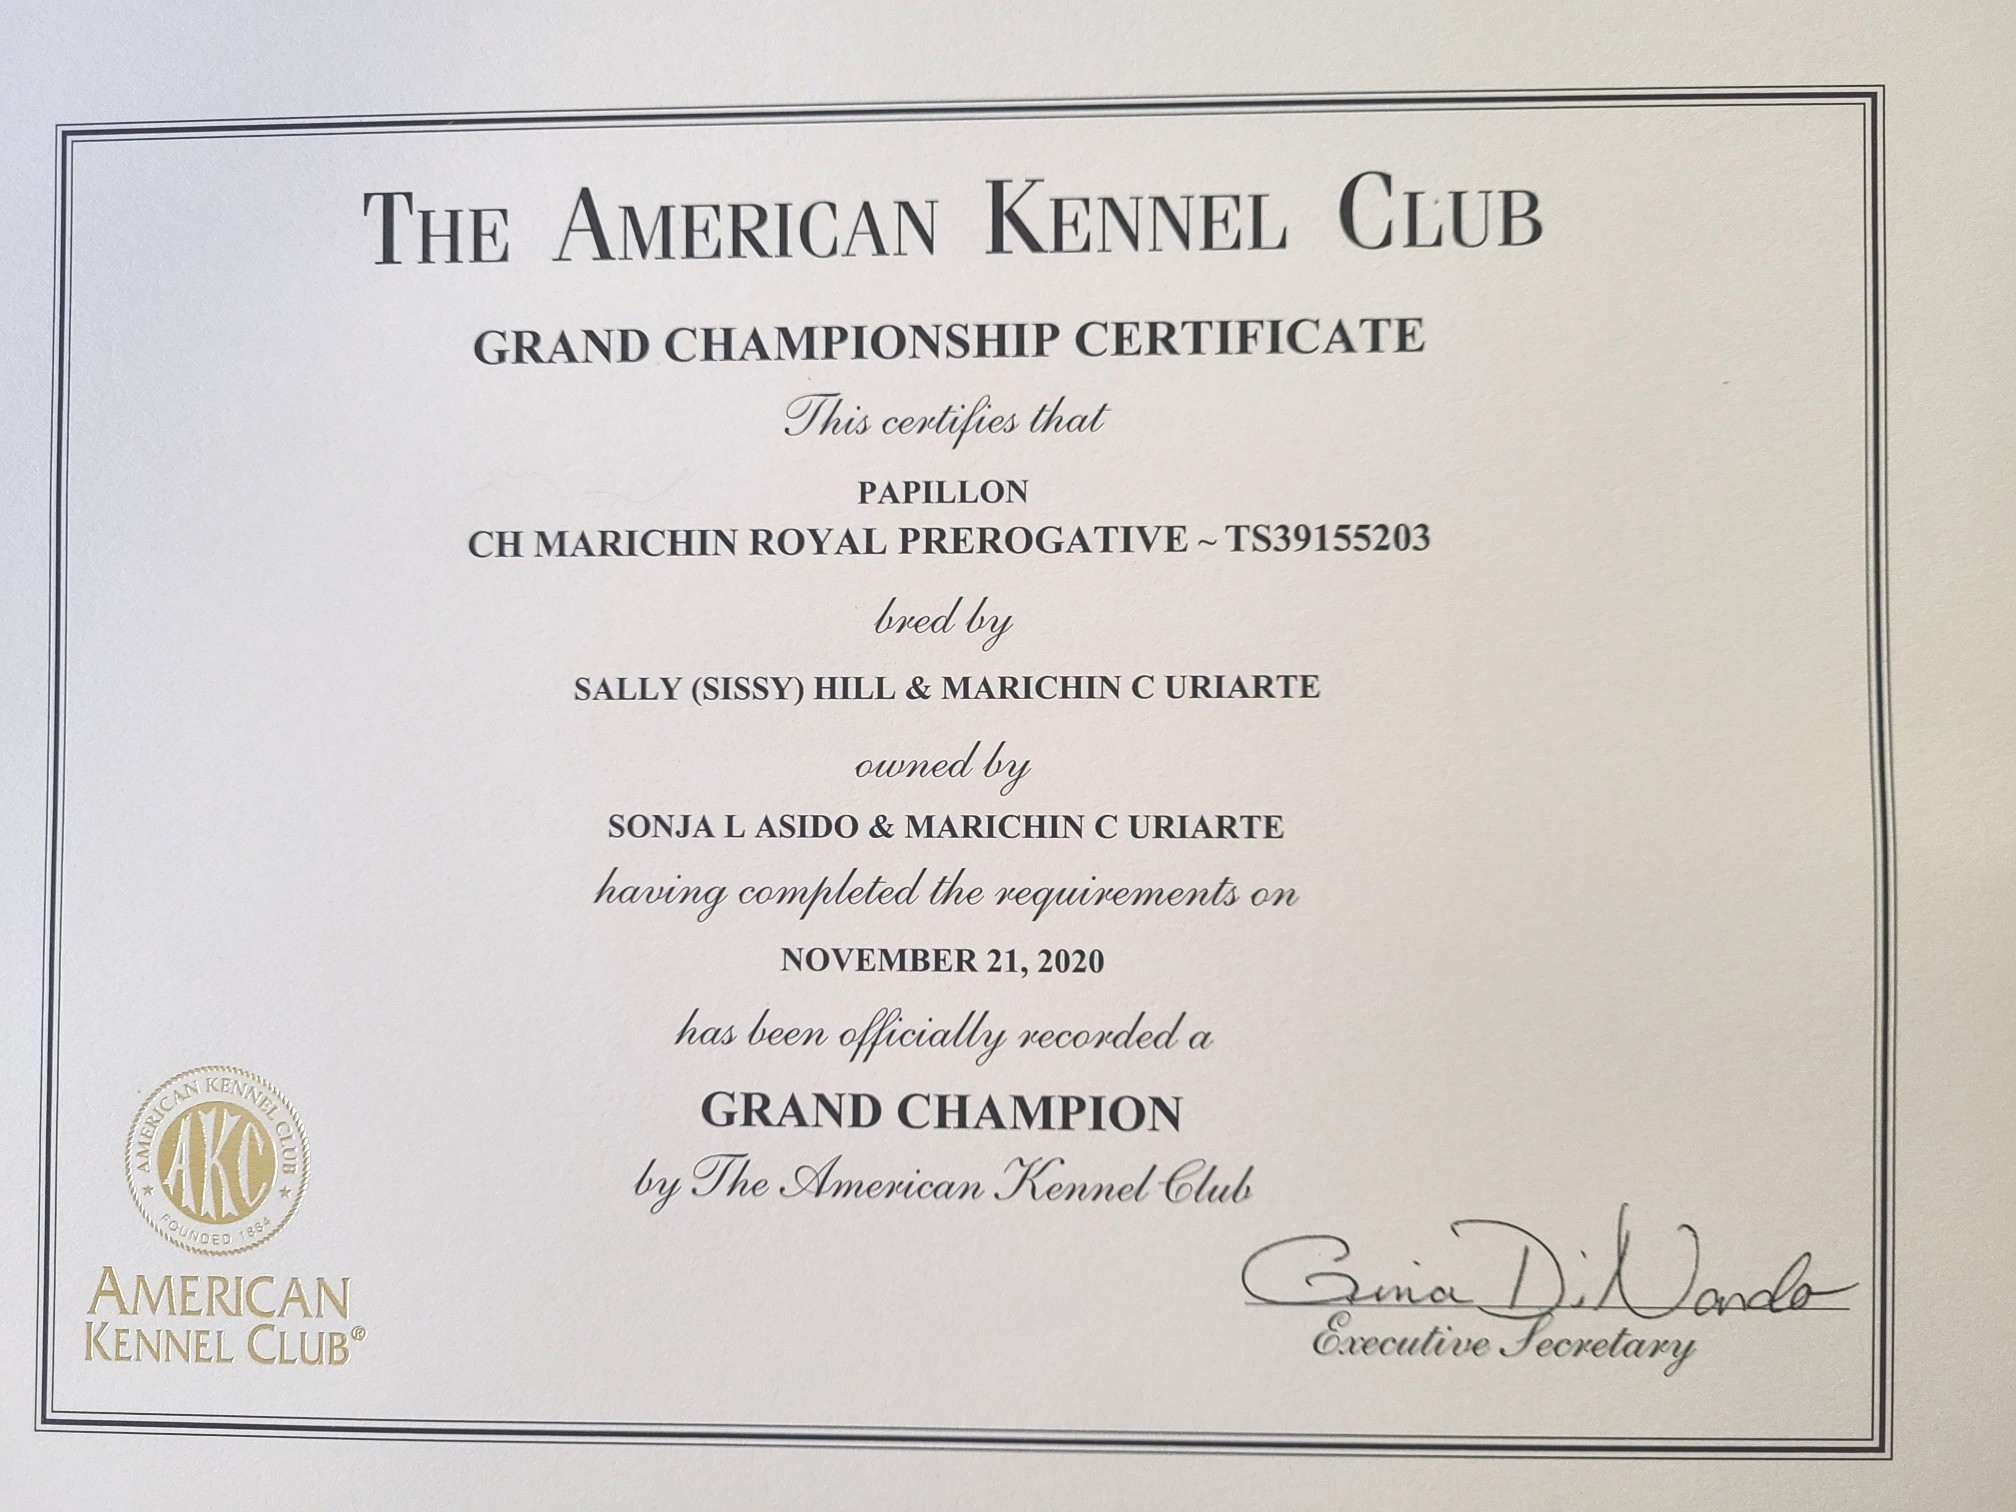 THE AMERICAN KENNEL CLUB
GRAND CHAMPIONSHIP CERTIFICATE
This certifies that
PAPILLON
CH MARICHIN ROYAL PREROGATIVE ~ TS39155203
bred by
SALLY (SISSY) HILL & MARICHIN C URIARTE
owned by
SONJA L ASIDO & MARICHIN C URIARTE
having completed the requirements on
NOVEMBER 21, 2020
has been officially recorded a
GRAND CHAMPION
by The American Kennel Club
AMERICAN KENNEL CLUB
AKC
FOUNDED 1884
AMERICAN
KENNEL CLUB®
Gina DiNardo
Executive Secretary